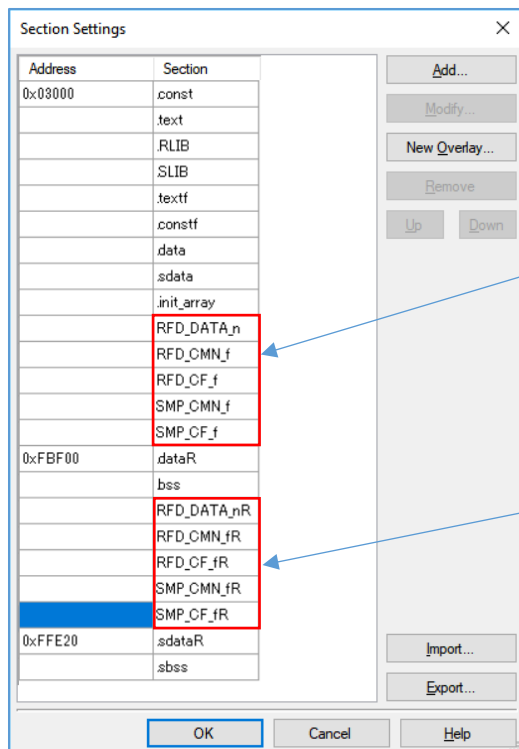 Section Settings
Address Section
0x03000 .const
.text
.RLIB
.SLIB
.textf
.constf
.data
.sdata
.init_array
RFD_DATA_n
RFD_CMN_f
RFD_CF_f
SMP_CMN_f
SMP_CF_f
0xFBF00 .dataR
.bss
RFD_DATA_nR
RFD_CMN_fR
RFD_CF_fR
SMP_CMN_fR
SMP_CF_fR
0xFFE20 .sdataR
.sbss
Add...
Modify...
New Overlay...
Remove
Up Down
Import...
Export...
OK Cancel Help